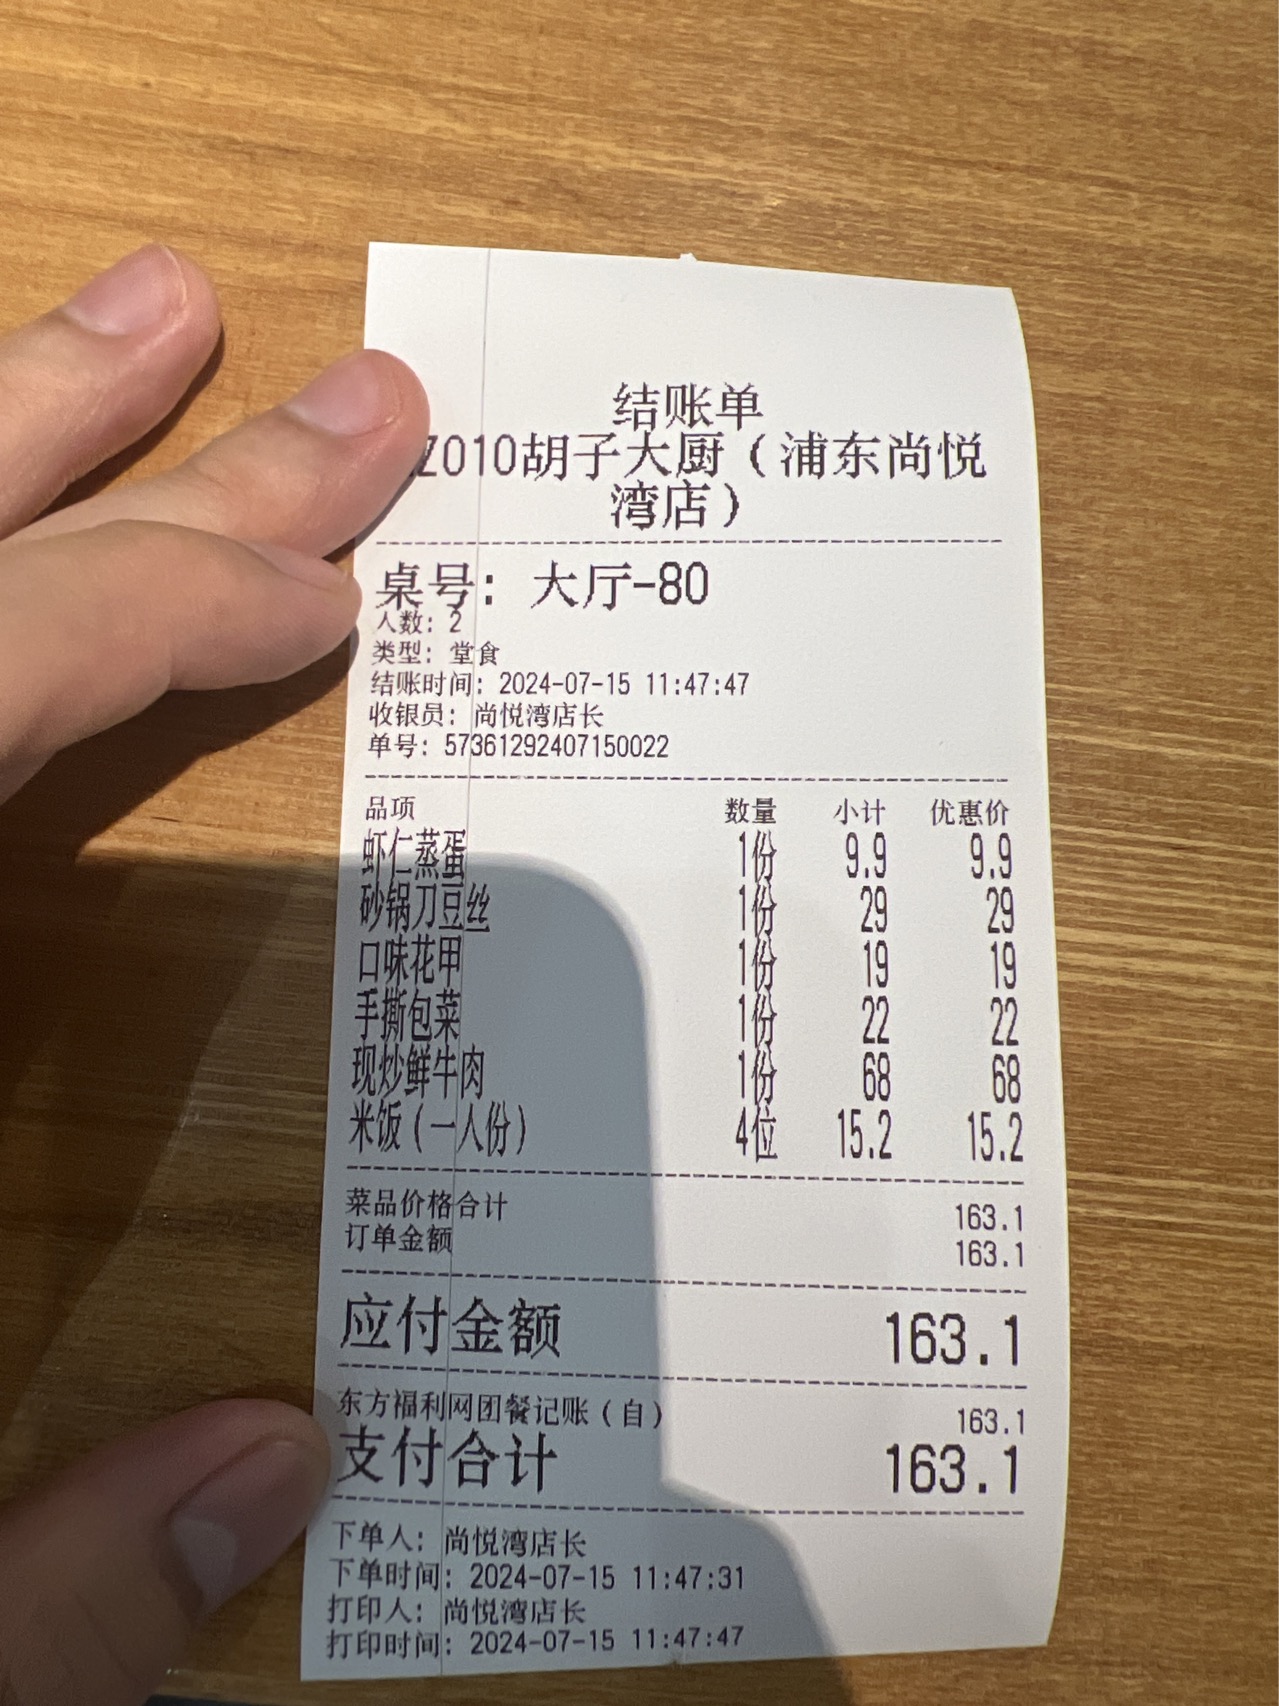 结账单
Z010胡子大厨（浦东尚悦
湾店）
桌号：大厅-80
人数：2
类型：堂食
结账时间：2024-07-15 11:47:47
收银员：尚悦湾店长
单号：57361292407150022
品项 数量 小计 优惠价
虾仁蒸蛋 1份 9.9 9.9
砂锅刀豆丝 1份 29 29
口味花甲 1份 19 19
手撕包菜 1份 22 22
现炒鲜牛肉 1份 68 68
米饭（一人份） 4位 15.2 15.2
菜品价格合计 163.1
订单金额 163.1
应付金额 163.1
东方福利网团餐记账（自） 163.1
支付合计 163.1
下单人：尚悦湾店长
下单时间：2024-07-15 11:47:31
打印人：尚悦湾店长
打印时间：2024-07-15 11:47:47